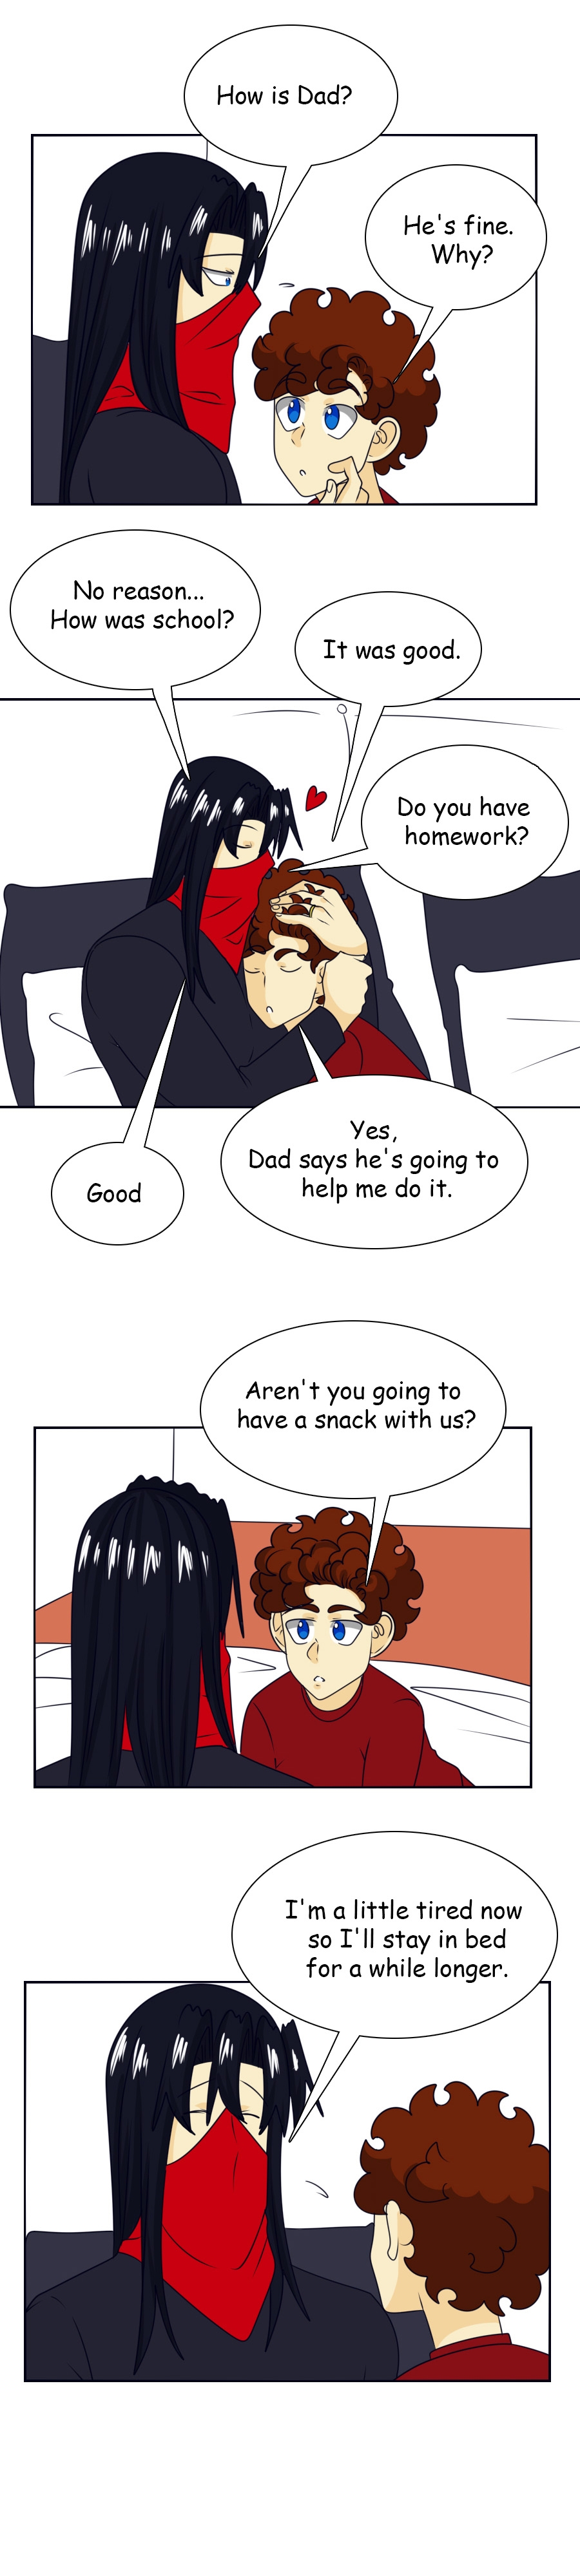 How is Dad?
He's fine.
Why?
No reason...
How was school?
It was good.
Do you have
homework?
Yes,
Dad says he's going to
help me do it.
Good
Aren't you going to
have a snack with us?
I'm a little tired now
so I'll stay in bed
for a while longer.